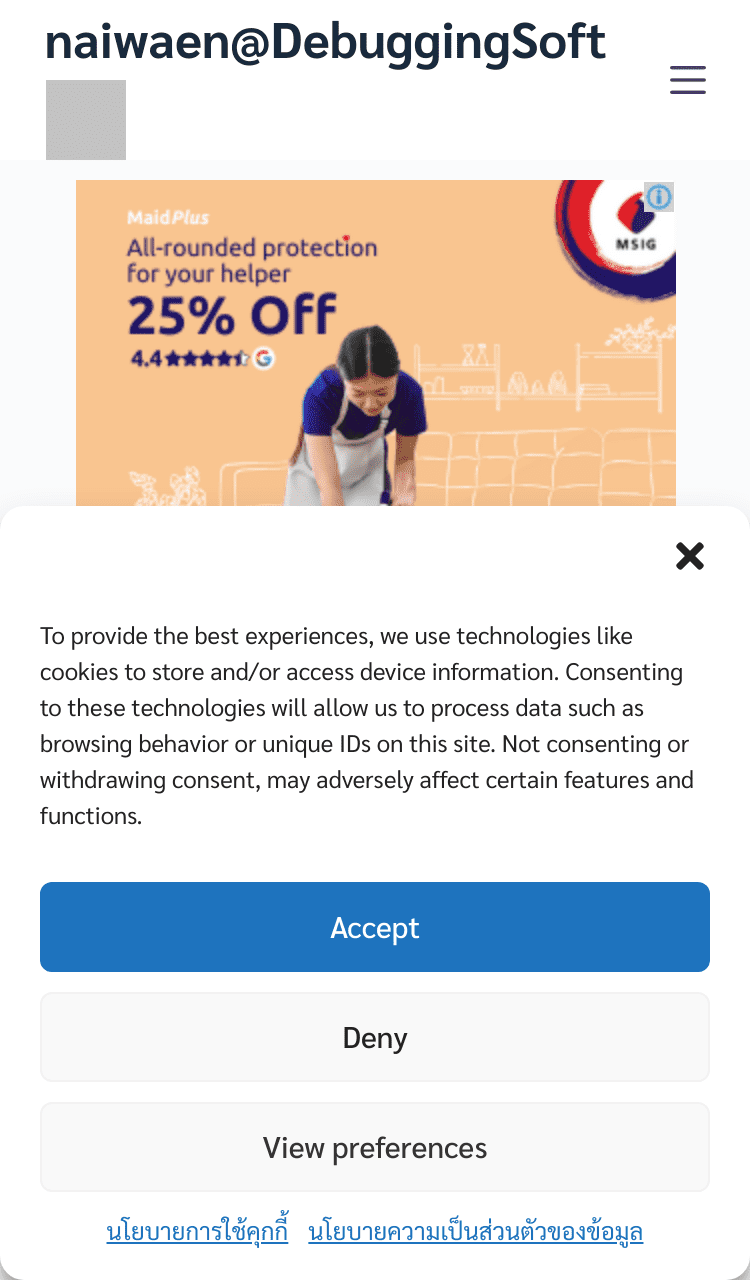 naiwaen@DebuggingSoft
MaidPlus
All-rounded protection
for your helper
25% Off
4.4
MSIG
To provide the best experiences, we use technologies like
cookies to store and/or access device information. Consenting
to these technologies will allow us to process data such as
browsing behavior or unique IDs on this site. Not consenting or
withdrawing consent, may adversely affect certain features and
functions.
Accept
Deny
View preferences
นโยบายการใช้คุกกี้ นโยบายความเป็นส่วนตัวของข้อมูล